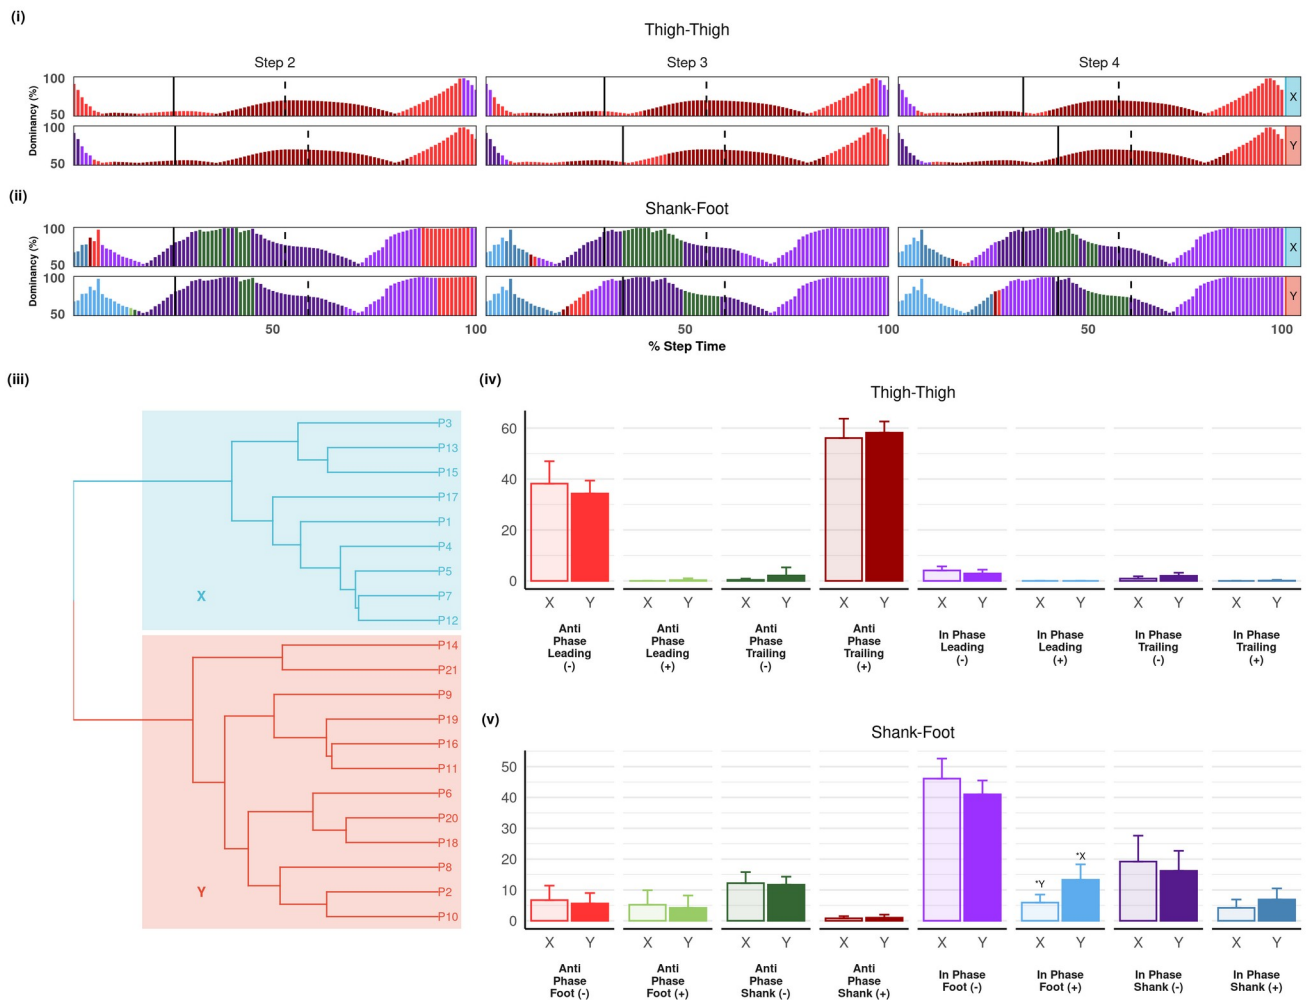 (i)
Thigh-Thigh
Step 2
Step 3
Step 4
Dominancy (%)
100
50
X
Dominancy (%)
100
50
Y
(ii)
Shank-Foot
Dominancy (%)
100
50
X
Dominancy (%)
100
50
Y
50
100
50
100
50
100
% Step Time
(iii)
P3
P13
P15
P17
P1
P4
P5
P7
P12
X
P14
P21
P9
P19
P16
P11
P6
P20
P18
P8
P2
P10
Y
(iv)
Thigh-Thigh
60
40
20
0
X Y X Y X Y X Y X Y X Y X Y X Y
Anti
Phase
Leading
(-)
Anti
Phase
Leading
(+)
Anti
Phase
Trailing
(-)
Anti
Phase
Trailing
(+)
In Phase
Leading
(-)
In Phase
Leading
(+)
In Phase
Trailing
(-)
In Phase
Trailing
(+)
(v)
Shank-Foot
50
40
30
20
10
0
*Y
*X
X Y X Y X Y X Y X Y X Y X Y X Y
Anti
Phase
Foot (-)
Anti
Phase
Foot (+)
Anti
Phase
Shank (-)
Anti
Phase
Shank (+)
In Phase
Foot (-)
In Phase
Foot (+)
In Phase
Shank (-)
In Phase
Shank (+)